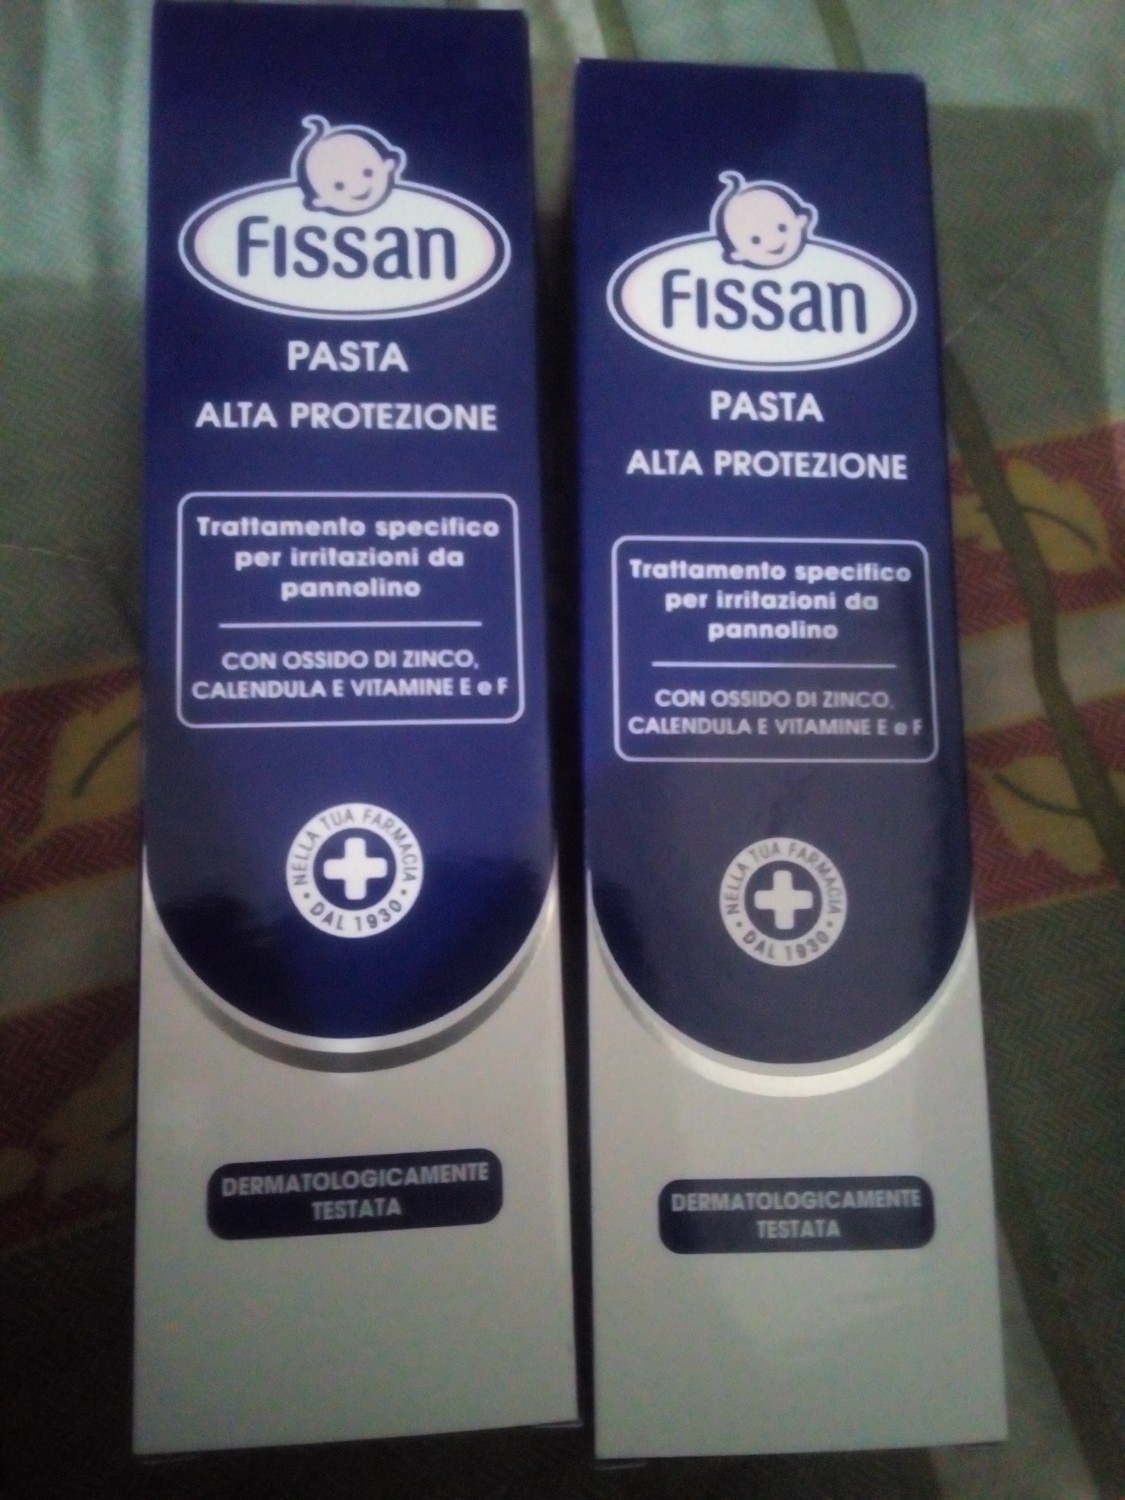 Fissan
PASTA
ALTA PROTEZIONE
Trattamento specifico
per irritazioni da
pannolino
CON OSSIDO DI ZINCO,
CALENDULA E VITAMINE E e F
NELLA TUA FARMACIA
DAL 1930
DERMATOLOGICAMENTE
TESTATA
Fissan
PASTA
ALTA PROTEZIONE
Trattamento specifico
per irritazioni da
pannolino
CON OSSIDO DI ZINCO,
CALENDULA E VITAMINE E e F
NELLA TUA FARMACIA
DAL 1930
DERMATOLOGICAMENTE
TESTATA